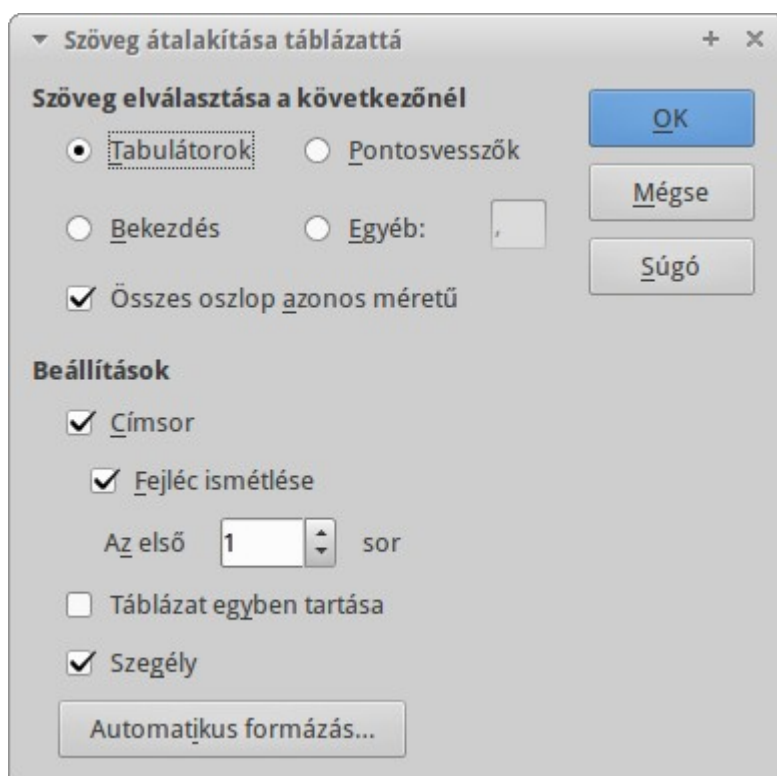 Szöveg átalakítása táblázattá
Szöveg elválasztása a következőnél
OK
Tabulátorok Pontosvesszők
Mégse
Bekezdés Egyéb: ,
Súgó
Összes oszlop azonos méretű
Beállítások
Címsor
Fejléc ismétlése
Az első 1 sor
Táblázat egyben tartása
Szegély
Automatikus formázás...